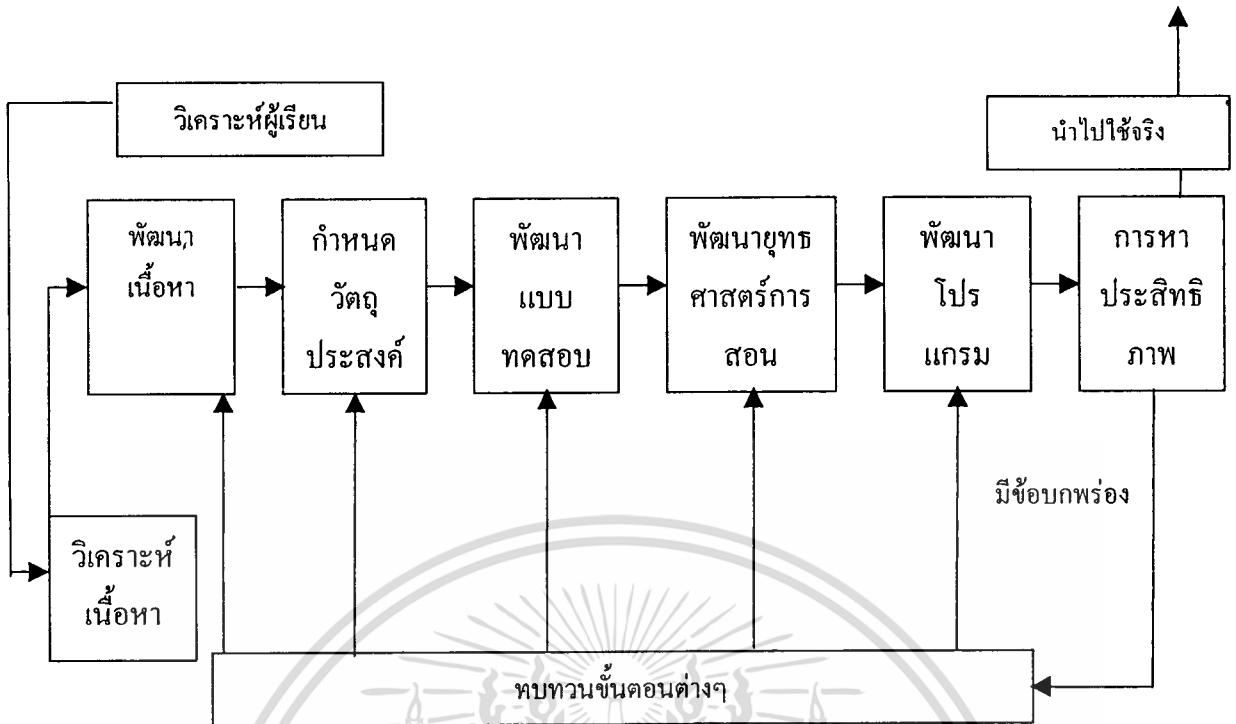 วิเคราะห์ผู้เรียน
นำไปใช้จริง
พัฒนา
เนื้อหา
กำหนด
วัตถุ
ประสงค์
พัฒนา
แบบ
ทดสอบ
พัฒนายุทธ
ศาสตร์การ
สอน
พัฒนา
โปร
แกรม
การหา
ประสิทธิ
ภาพ
มีข้อบกพร่อง
วิเคราะห์
เนื้อหา
ทบทวนขั้นตอนต่างๆ